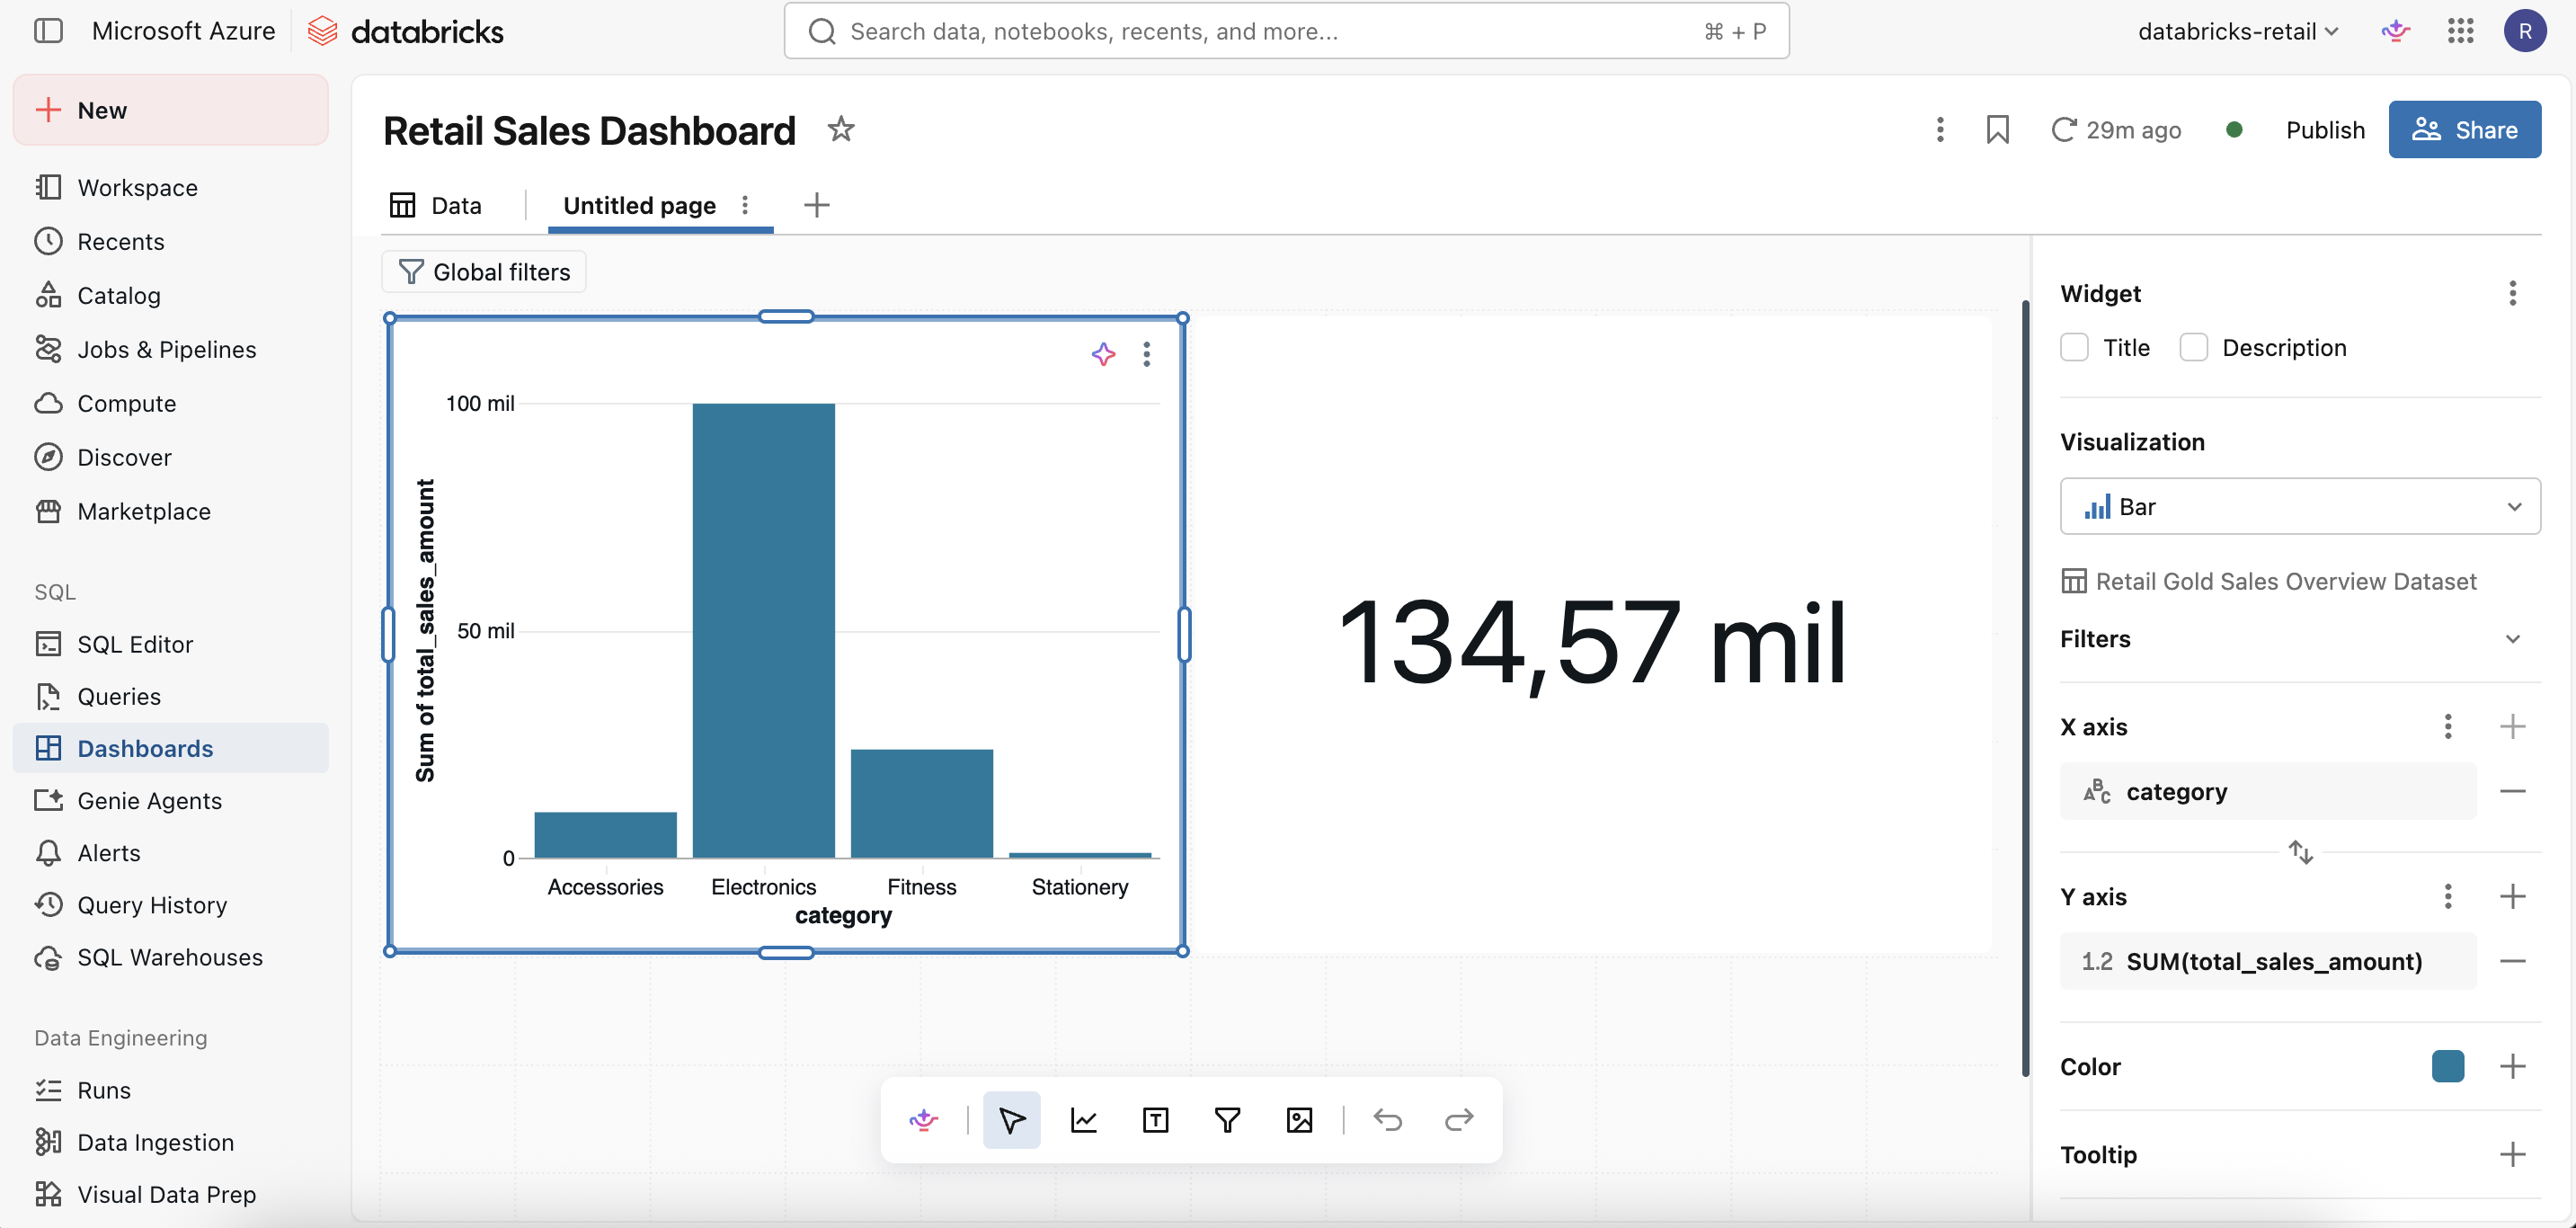 Microsoft Azure
databricks
Search data, notebooks, recents, and more...
⌘ + P
databricks-retail
R
New
Workspace
Recents
Catalog
Jobs & Pipelines
Compute
Discover
Marketplace
SQL
SQL Editor
Queries
Dashboards
Genie Agents
Alerts
Query History
SQL Warehouses
Data Engineering
Runs
Data Ingestion
Visual Data Prep
Retail Sales Dashboard
29m ago
Publish
Share
Data
Untitled page
Global filters
Sum of total_sales_amount
100 mil
50 mil
0
Accessories
Electronics
Fitness
Stationery
category
134,57 mil
Widget
Title
Description
Visualization
Bar
Retail Gold Sales Overview Dataset
Filters
X axis
ABC category
Y axis
1.2 SUM(total_sales_amount)
Color
Tooltip